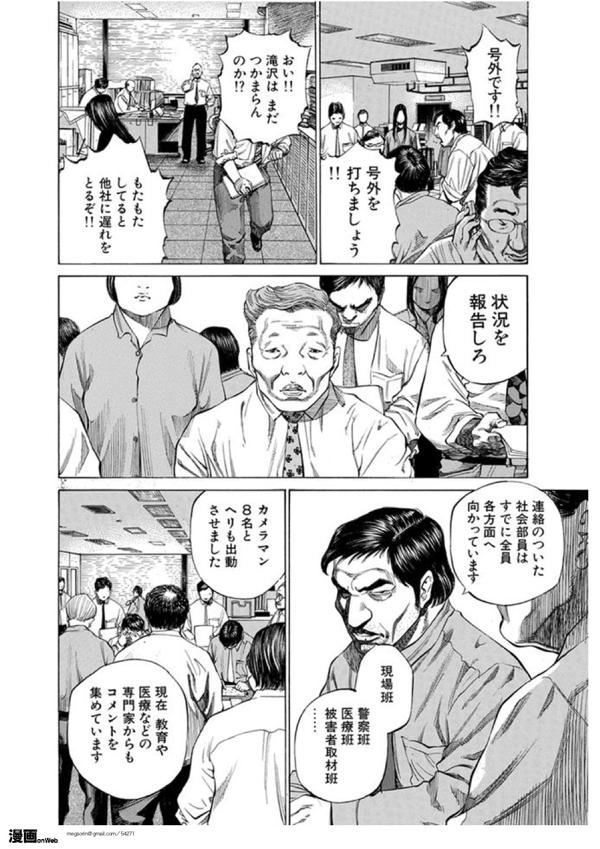 号外です!!
号外を
打ちましょう
!!
おい!!
滝沢は まだ
つかまらん
のか!?
もたもた
してると
他社に遅れを
とるぞ!!
状況を
報告しろ
連絡のついた
社会部員は
すでに全員
各方面へ
向かっています
現場班
警察班
医療班
被害者取材班
……
カメラマン
8名と
ヘリも出動
させました
現在 教育や
医療などの
専門家からも
コメントを
集めています
漫画 on Web
megaorin@gmail.com / 54271